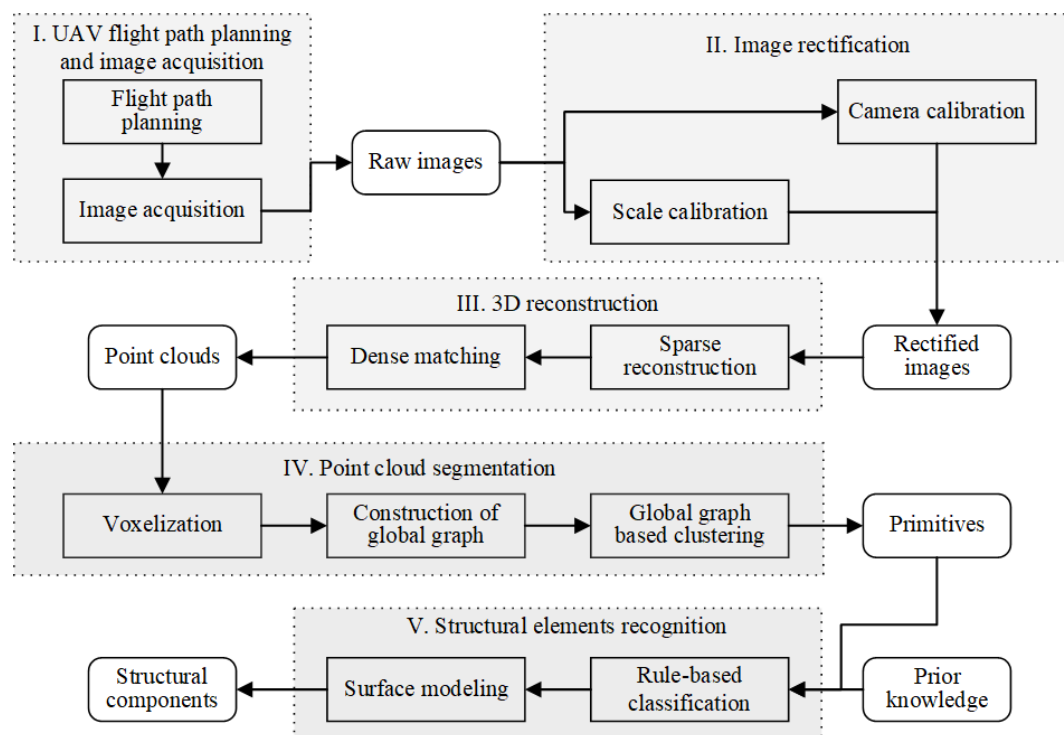 I. UAV flight path planning
and image acquisition
Flight path
planning
Image acquisition
Raw images
II. Image rectification
Camera calibration
Scale calibration
III. 3D reconstruction
Point clouds
Dense matching
Sparse
reconstruction
Rectified
images
IV. Point cloud segmentation
Voxelization
Construction of
global graph
Global graph
based clustering
Primitives
V. Structural elements recognition
Structural
components
Surface modeling
Rule-based
classification
Prior
knowledge